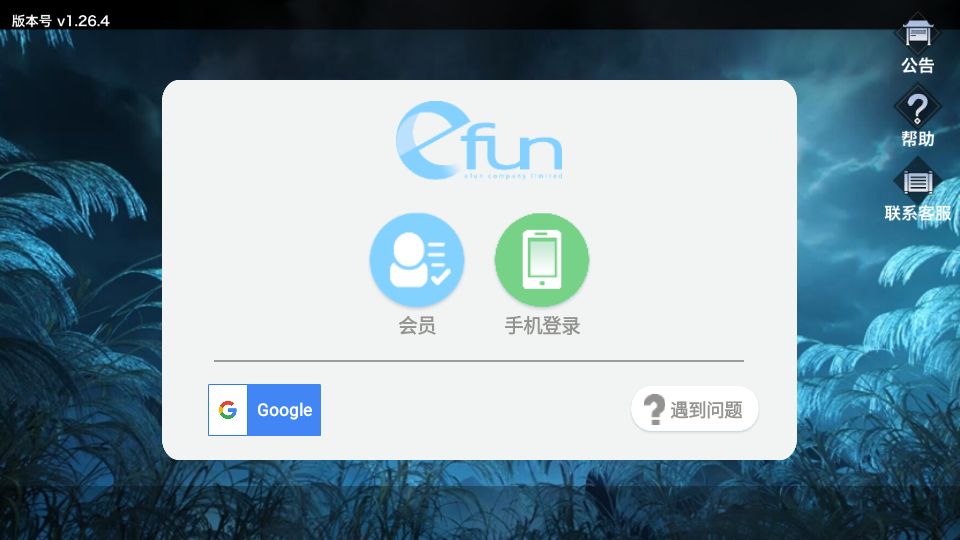 版本号 v1.26.4
公告
帮助
联系客服
efun
efun company limited
会员
手机登录
Google
遇到问题